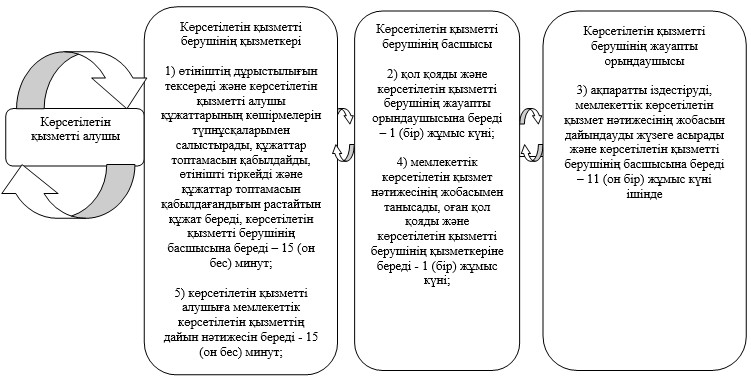 Көрсетілетін
қызметті алушы
Көрсетілетін қызметті
берушінің қызметкері
1) өтініштің дұрыстылығын
тексереді және көрсетілетін
қызметті алушы
құжаттарының көшірмелерін
түпнұсқаларымен
салыстырады, құжаттар
топтамасын қабылдайды,
өтінішті тіркейді және
құжаттар топтамасын
қабылдағандығын растайтын
құжат береді, көрсетілетін
қызметті берушінің
басшысына береді – 15 (он
бес) минут;
5) көрсетілетін қызметті
алушыға мемлекеттік
көрсетілетін қызметтің
дайын нәтижесін береді - 15
(он бес) минут;
Көрсетілетін қызметті
берушінің басшысы
2) қол қояды және
көрсетілетін қызметті
берушінің жауапты
орындаушысына береді
– 1 (бір) жұмыс күні;
4) мемлекеттік
көрсетілетін қызмет
нәтижесінің жобасымен
танысады, оған қол
қояды және
көрсетілетін қызметті
берушінің қызметкеріне
береді - 1 (бір) жұмыс
күні;
Көрсетілетін қызметті
берушінің жауапты
орындаушысы
3) ақпаратты іздестіруді,
мемлекеттік көрсетілетін
қызмет нәтижесінің жобасын
дайындауды жүзеге асырады
және көрсетілетін қызметті
берушінің басшысына береді
– 11 (он бір) жұмыс күні
ішінде